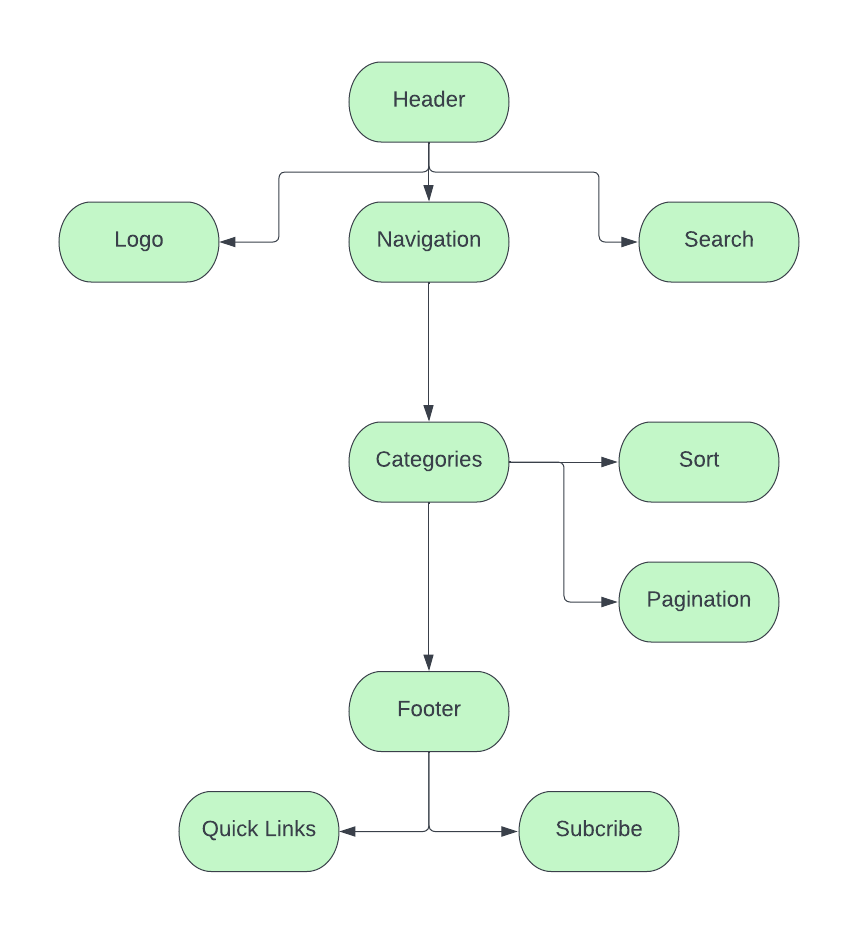 Header
Logo
Navigation
Search
Categories
Sort
Pagination
Footer
Quick Links
Subcribe